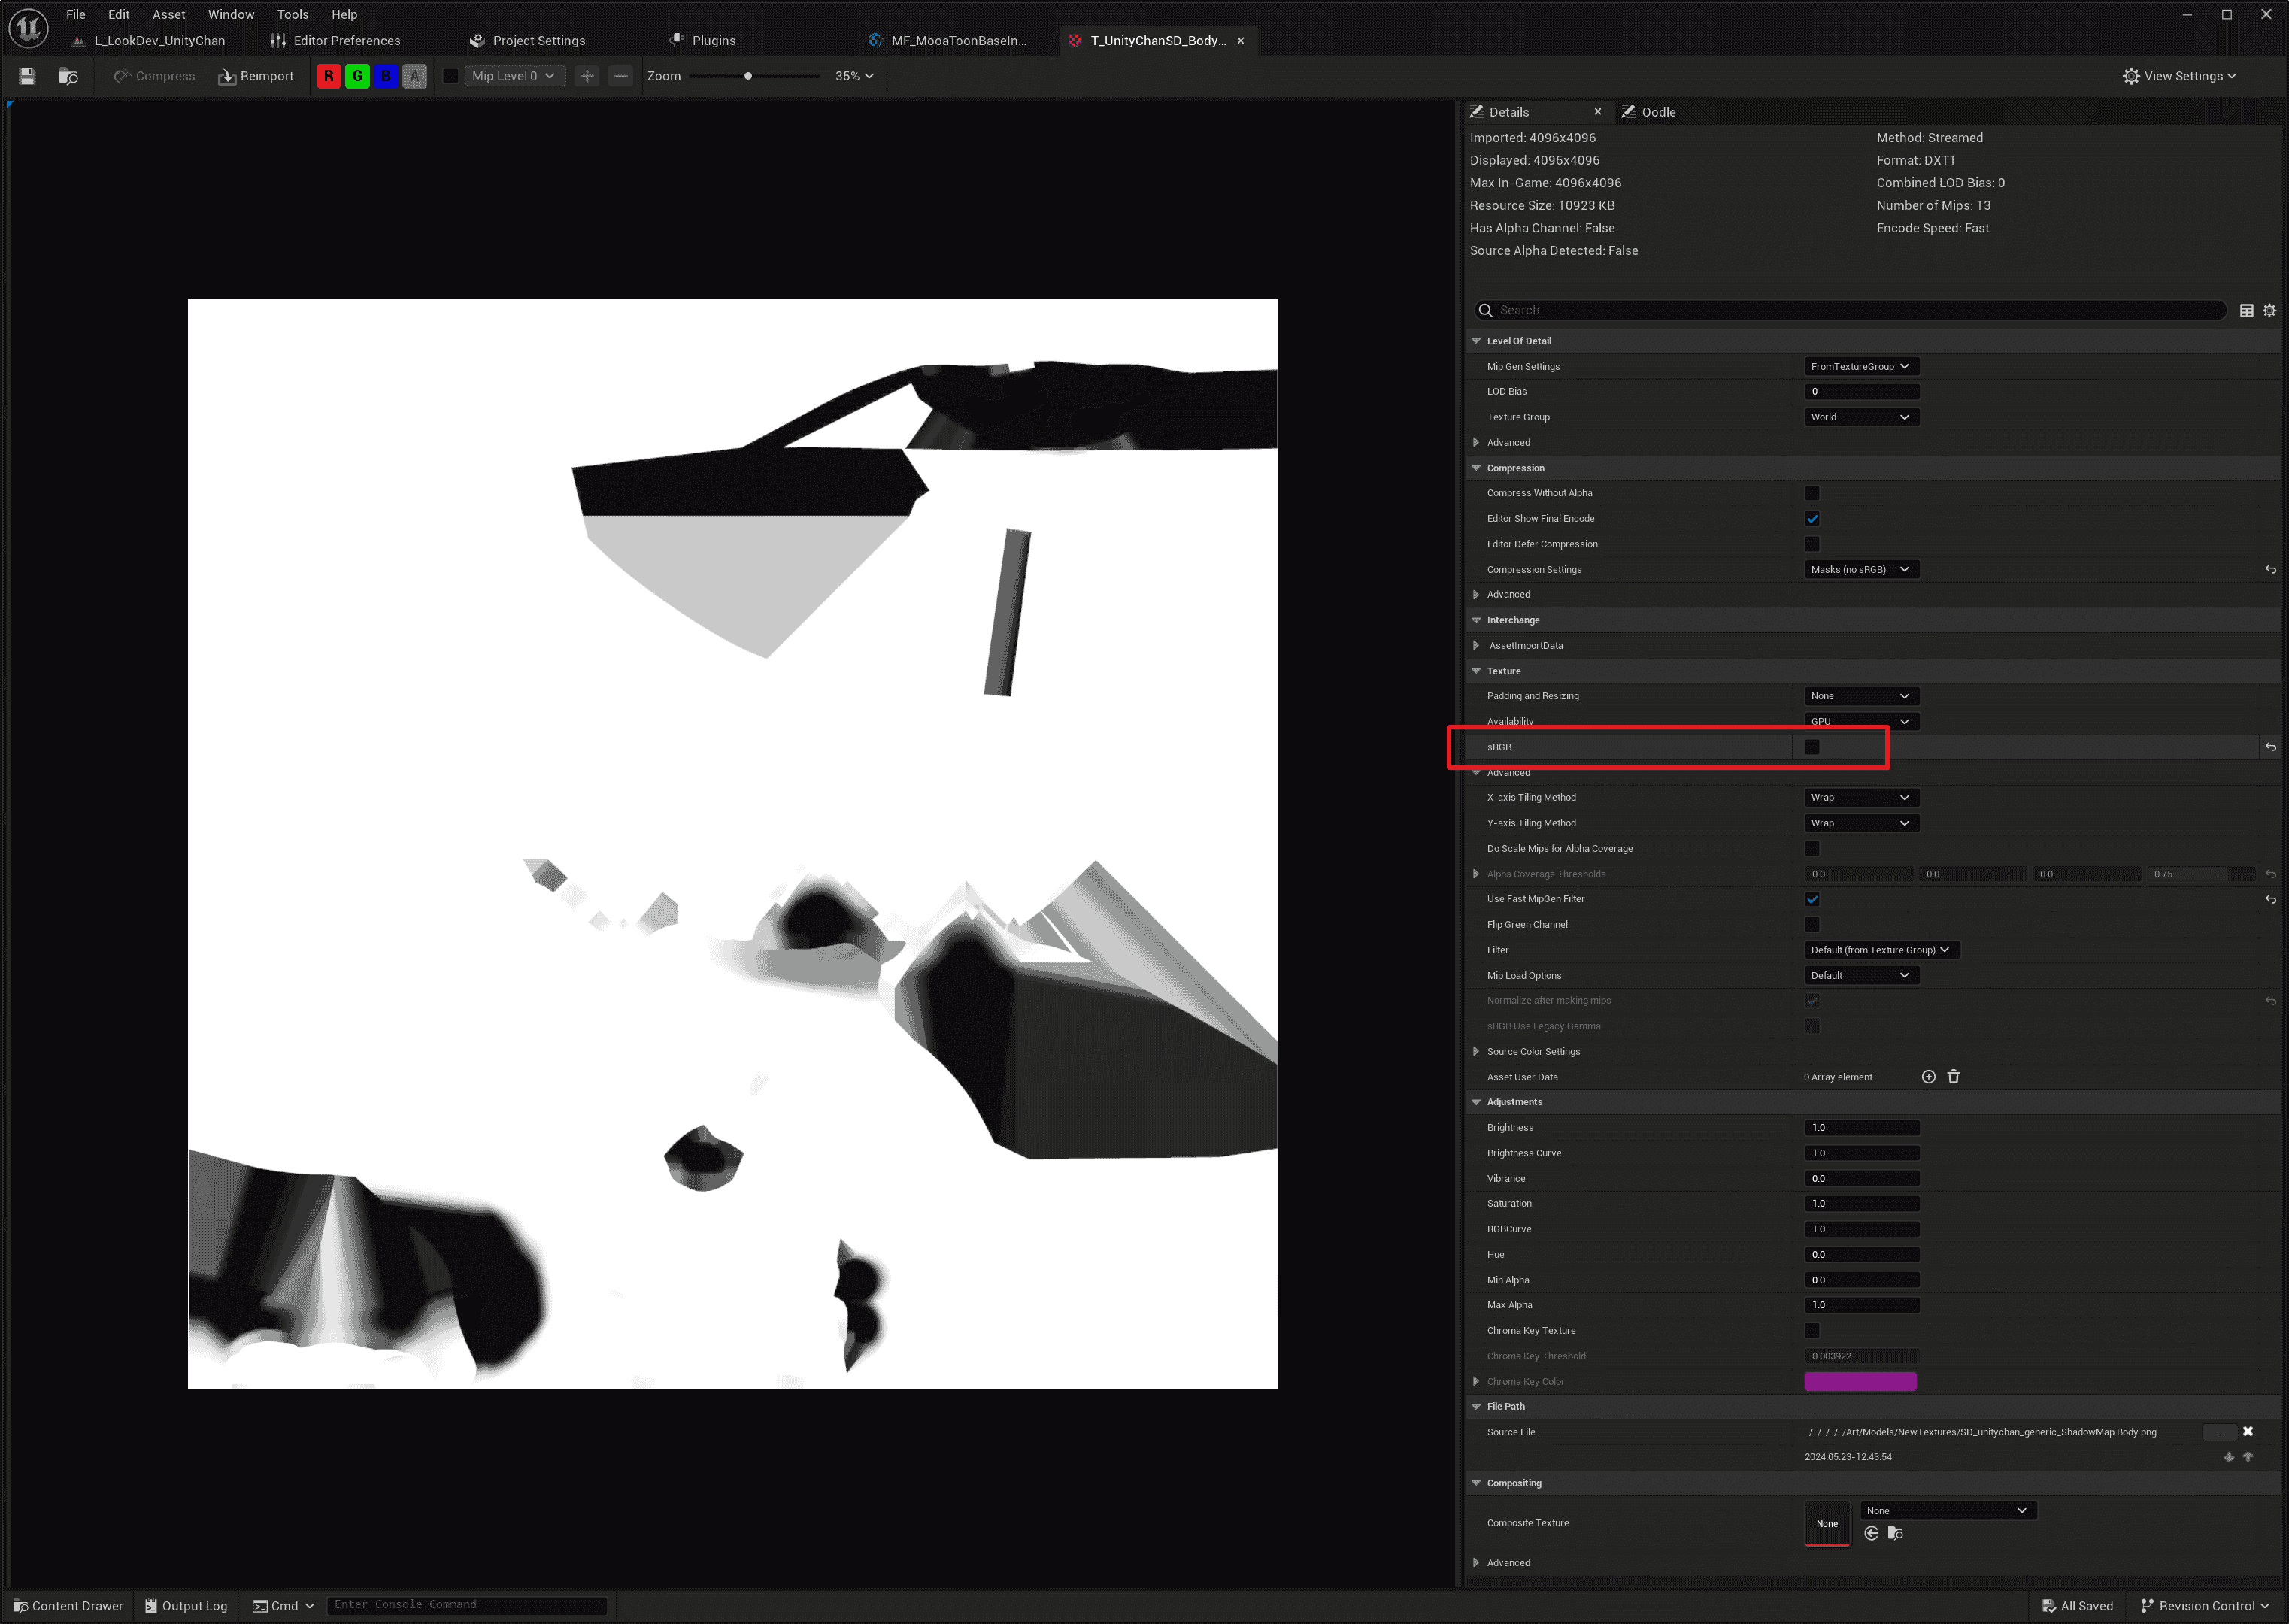 File Edit Asset Window Tools Help
L_LookDev_UnityChan Editor Preferences Project Settings Plugins MF_MooaToonBaseIn... T_UnityChanSD_Body...
Compress Reimport R G B A Mip Level 0 Zoom 35% View Settings
Details Oodle
Imported: 4096x4096 Method: Streamed
Displayed: 4096x4096 Format: DXT1
Max In-Game: 4096x4096 Combined LOD Bias: 0
Resource Size: 10923 KB Number of Mips: 13
Has Alpha Channel: False Encode Speed: Fast
Source Alpha Detected: False
Search
Level Of Detail
Mip Gen Settings FromTextureGroup
LOD Bias 0
Texture Group World
Advanced
Compression
Compress Without Alpha
Editor Show Final Encode
Editor Defer Compression
Compression Settings Masks (no sRGB)
Advanced
Interchange
AssetImportData
Texture
Padding and Resizing None
Availability GPU
sRGB
Advanced
X-axis Tiling Method Wrap
Y-axis Tiling Method Wrap
Do Scale Mips for Alpha Coverage
Alpha Coverage Thresholds 0.0 0.0 0.0 0.75
Use Fast MipGen Filter
Flip Green Channel
Filter Default (from Texture Group)
Mip Load Options Default
Normalize after making mips
sRGB Use Legacy Gamma
Source Color Settings
Asset User Data 0 Array element
Adjustments
Brightness 1.0
Brightness Curve 1.0
Vibrance 0.0
Saturation 1.0
RGBCurve 1.0
Hue 0.0
Min Alpha 0.0
Max Alpha 1.0
Chroma Key Texture
Chroma Key Threshold 0.003922
Chroma Key Color
File Path
Source File ../../../../../Art/Models/NewTextures/SD_unitychan_generic_ShadowMap.Body.png ...
2024.05.23-12.43.54
Compositing
Composite Texture None None
Advanced
Content Drawer Output Log Cmd Enter Console Command All Saved Revision Control